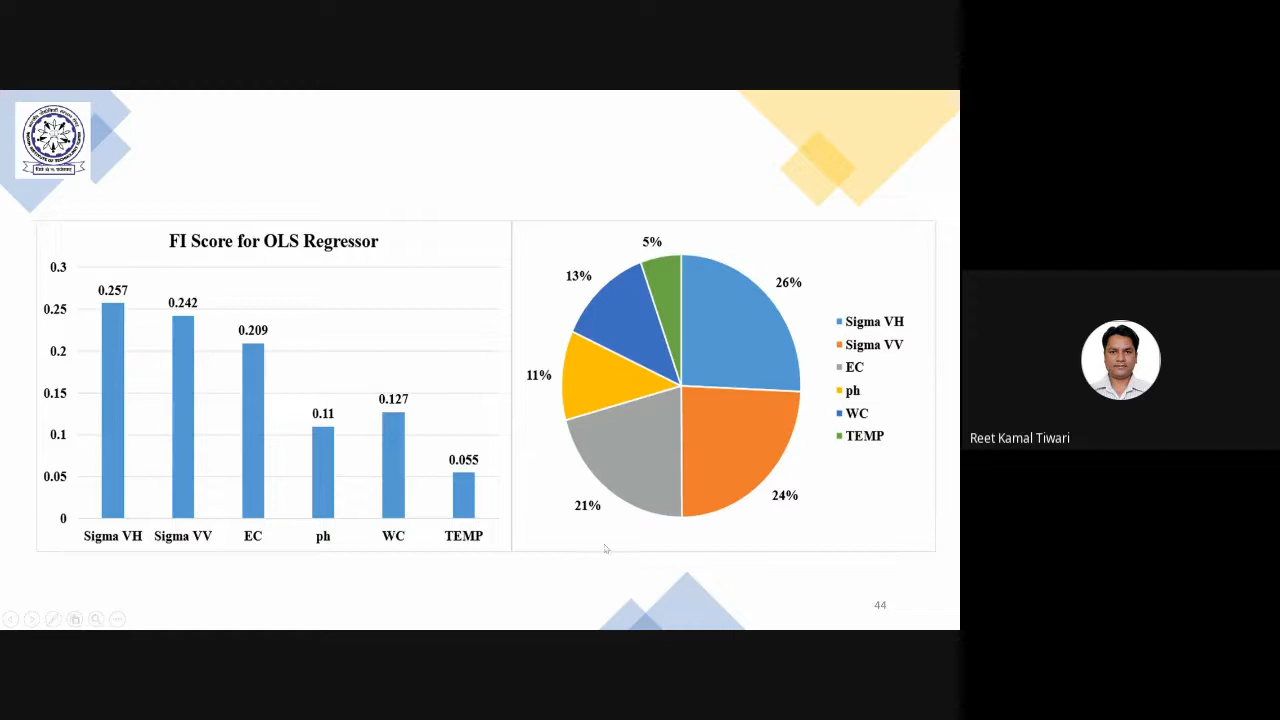 FI Score for OLS Regressor
0.3
0.25
0.2
0.15
0.1
0.05
0
0.257
0.242
0.209
0.11
0.127
0.055
Sigma VH
Sigma VV
EC
ph
WC
TEMP
5%
26%
13%
11%
21%
24%
Sigma VH
Sigma VV
EC
ph
WC
TEMP
44
Reet Kamal Tiwari